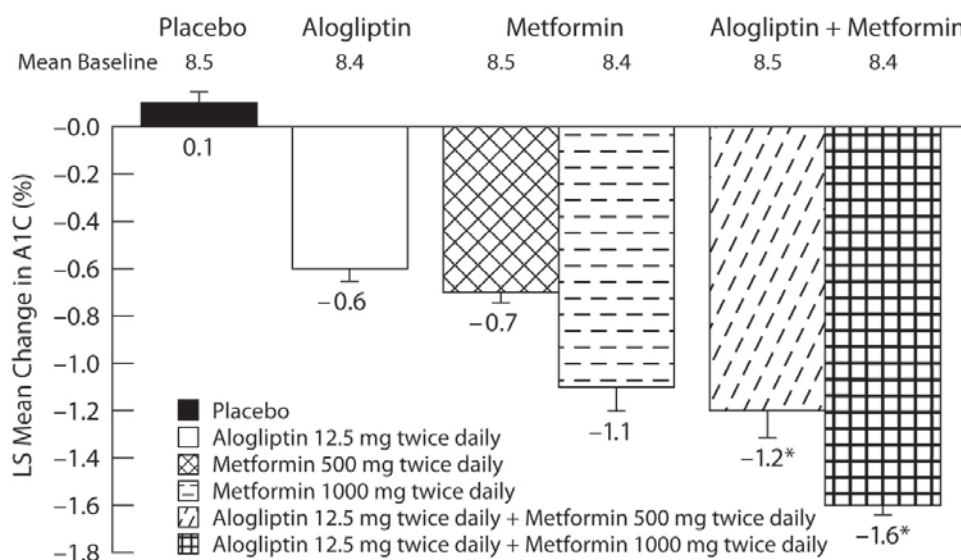 Placebo Alogliptin Metformin Alogliptin + Metformin
Mean Baseline 8.5 8.4 8.5 8.4 8.5 8.4
LS Mean Change in A1C (%)
−0.0
−0.2
−0.4
−0.6
−0.8
−1.0
−1.2
−1.4
−1.6
−1.8
0.1
−0.6
−0.7
−1.1
−1.2*
−1.6*
Placebo
Alogliptin 12.5 mg twice daily
Metformin 500 mg twice daily
Metformin 1000 mg twice daily
Alogliptin 12.5 mg twice daily + Metformin 500 mg twice daily
Alogliptin 12.5 mg twice daily + Metformin 1000 mg twice daily